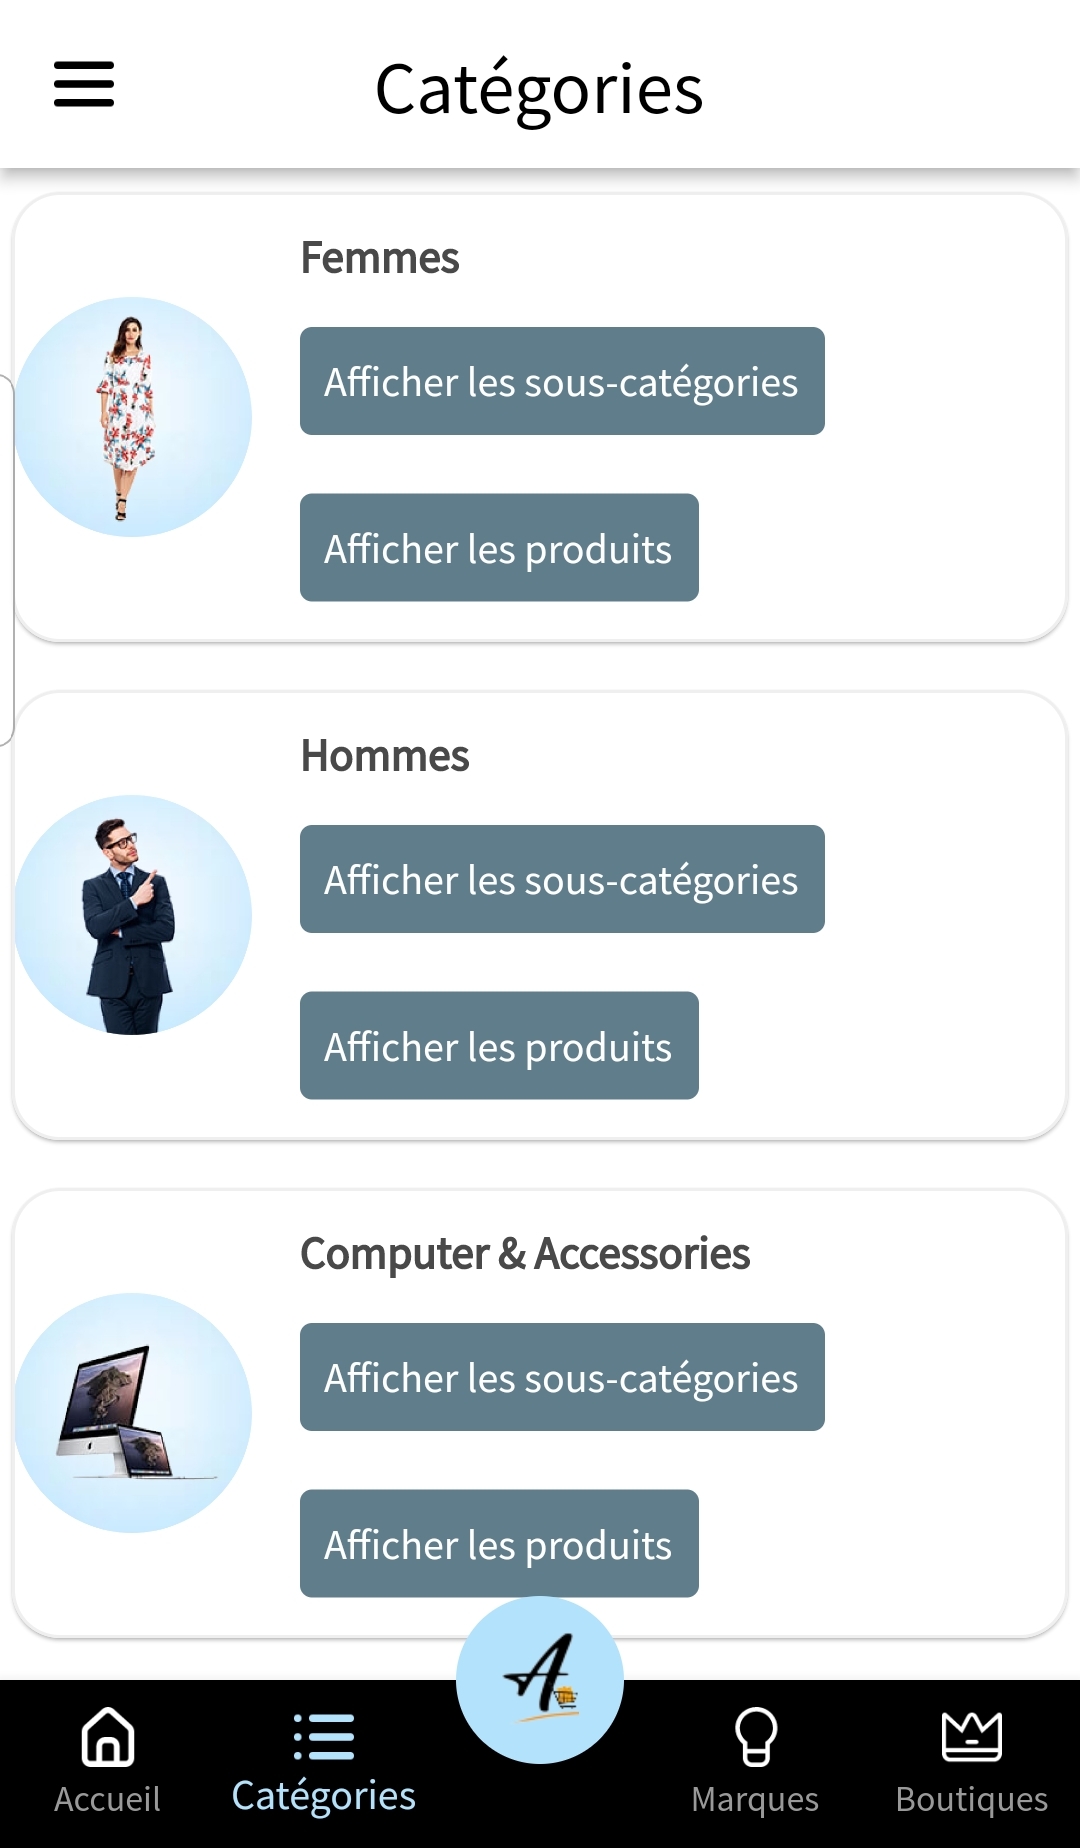 Catégories
Femmes
Afficher les sous-catégories
Afficher les produits
Hommes
Afficher les sous-catégories
Afficher les produits
Computer & Accessories
Afficher les sous-catégories
Afficher les produits
A
Accueil
Catégories
Marques
Boutiques